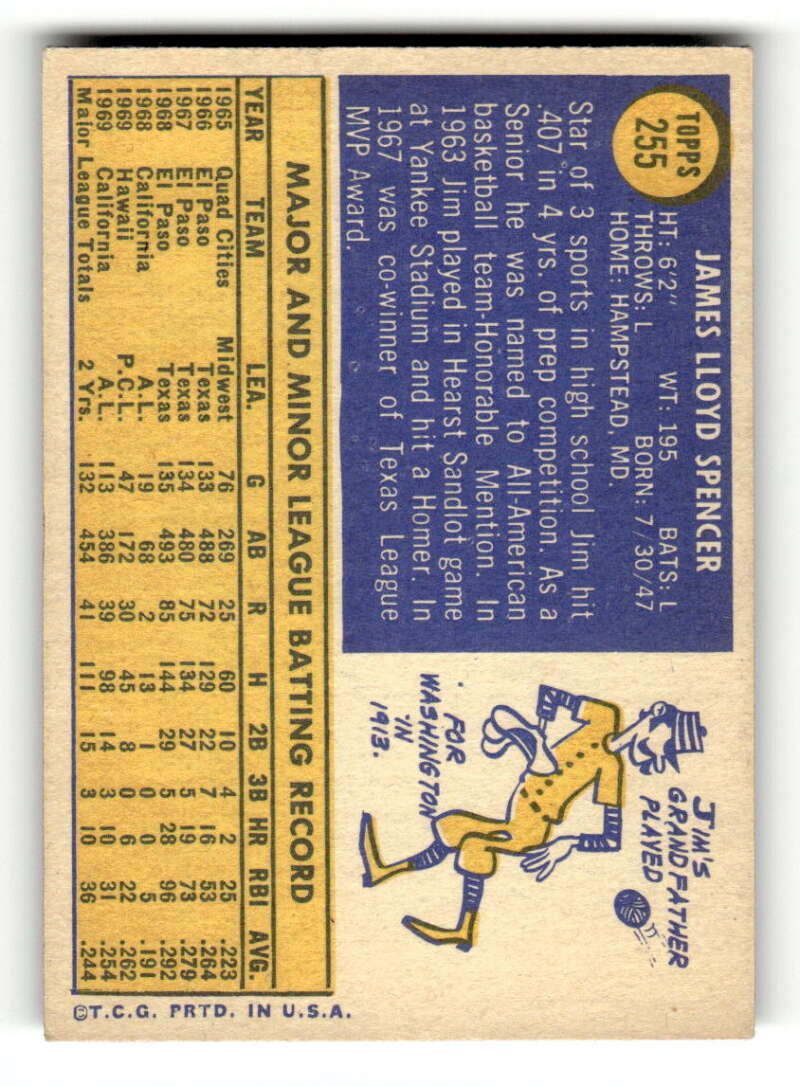 TOPPS
255
JAMES LLOYD SPENCER
HT: 6'2" WT: 195 BATS: L
THROWS: L BORN: 7/30/47
HOME: HAMPSTEAD, MD.
Star of 3 sports in high school Jim hit
.407 in 4 yrs. of prep competition. As a
Senior he was named to All-American
basketball team-Honorable Mention. In
1963 Jim played in Hearst Sandlot game
at Yankee Stadium and hit a Homer. In
1967 was co-winner of Texas League
MVP Award.
JIM'S
GRANDFATHER
PLAYED
FOR
WASHINGTON
IN
1913.
MAJOR AND MINOR LEAGUE BATTING RECORD
YEAR TEAM LEA. G AB R H 2B 3B HR RBI AVG.
1965 Quad Cities Midwest 76 269 25 60 10 4 2 25 .223
1966 El Paso Texas 133 488 72 129 22 7 16 53 .264
1967 El Paso Texas 134 480 75 134 27 5 19 73 .279
1968 El Paso Texas 135 493 85 144 29 5 28 96 .292
1968 California A.L. 19 68 2 13 1 0 0 5 .191
1969 Hawaii P.C.L. 47 172 30 45 8 0 6 22 .262
1969 California A.L. 113 386 39 98 14 3 10 31 .254
Major League Totals 2 Yrs. 132 454 41 111 15 3 10 36 .244
©T.C.G. PRTD. IN U.S.A.